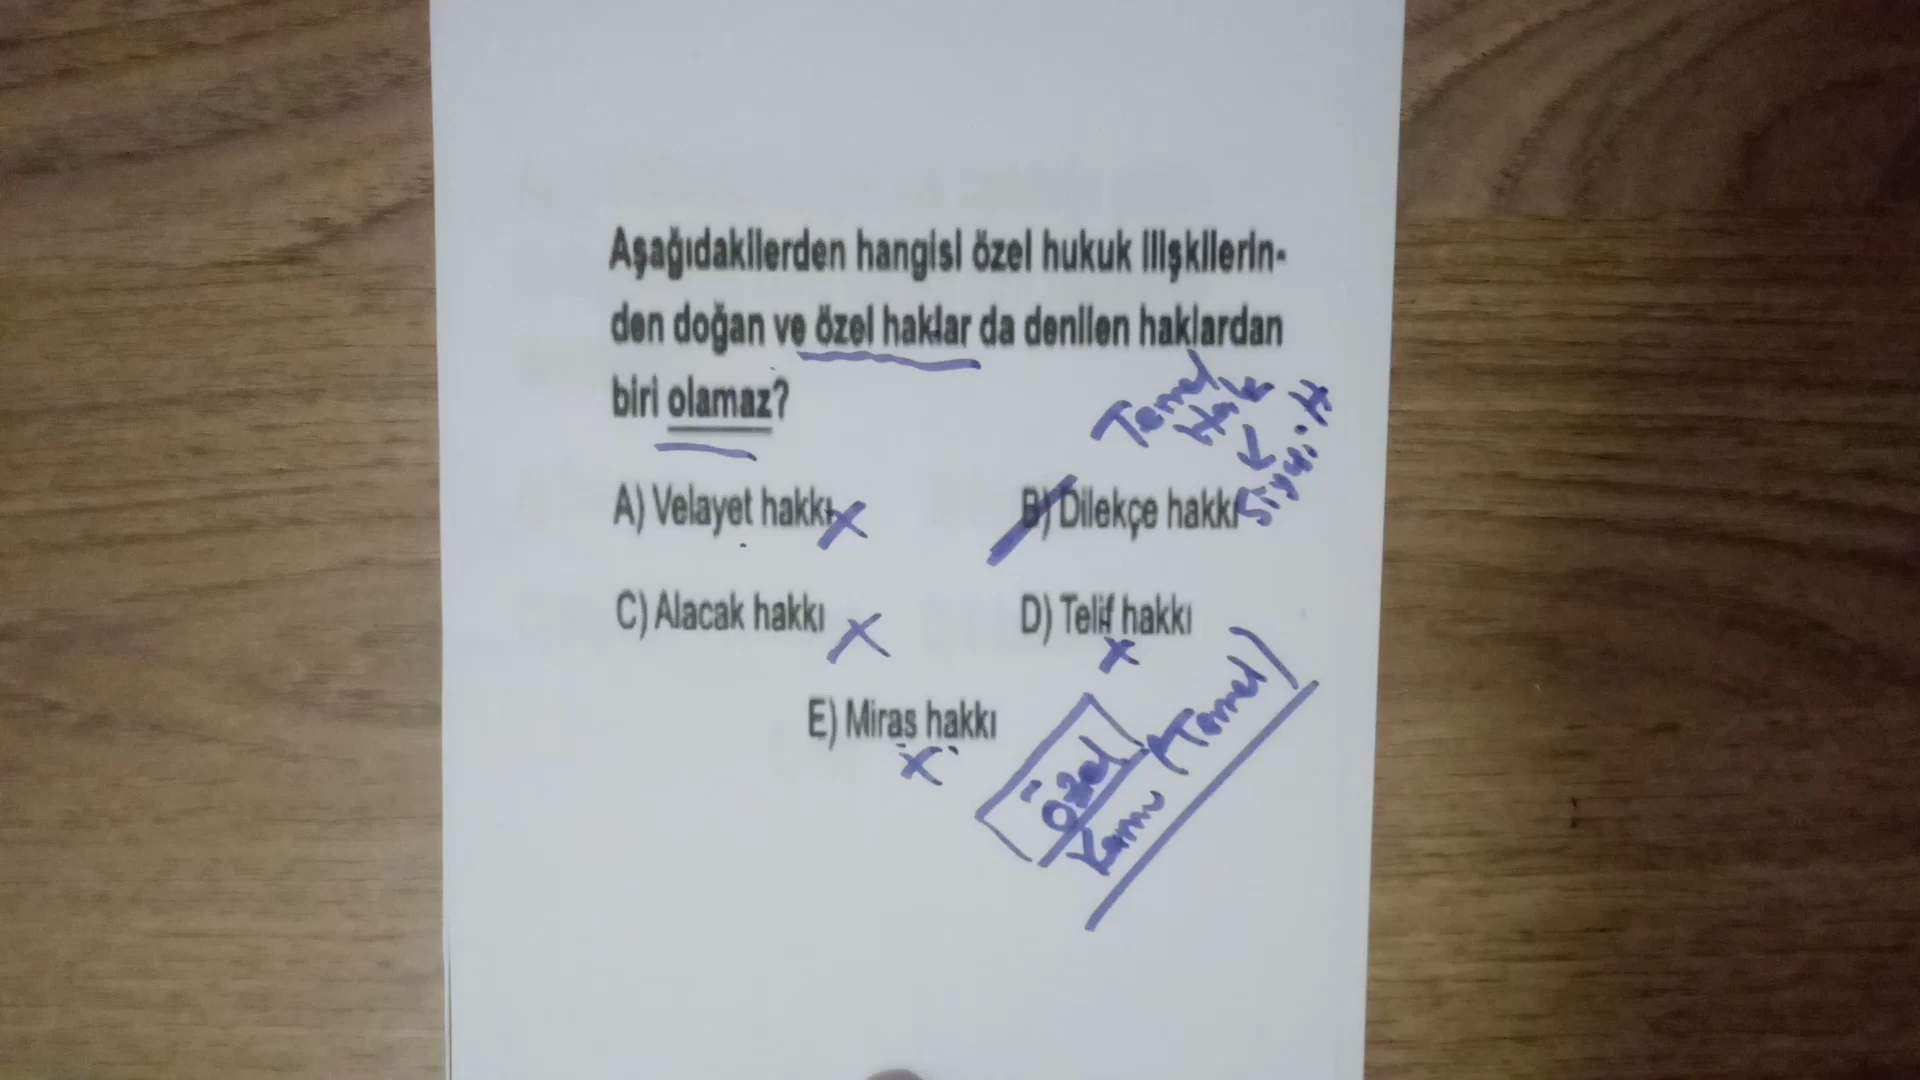 Aşağıdakilerden hangisi özel hukuk ilişkilerin-
den doğan ve özel haklar da denilen haklardan
biri olamaz?
Temel
Hak
Siyasi H
A) Velayet hakkı
B) Dilekçe hakkı
C) Alacak hakkı
D) Telif hakkı
E) Miras hakkı
Özel
Kamu (Temel)